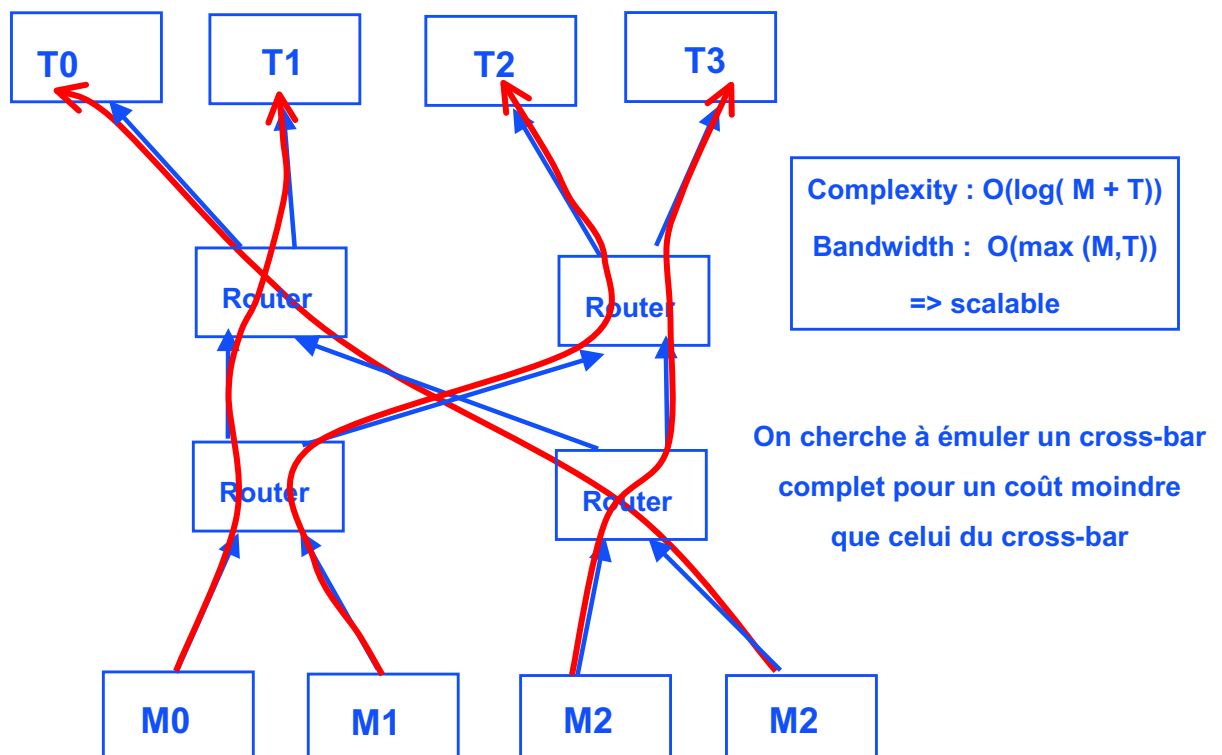 T0
T1
T2
T3
Complexity : O(log( M + T))
Bandwidth : O(max (M,T))
=> scalable
Router
Router
On cherche à émuler un cross-bar
complet pour un coût moindre
que celui du cross-bar
Router
Router
M0
M1
M2
M2